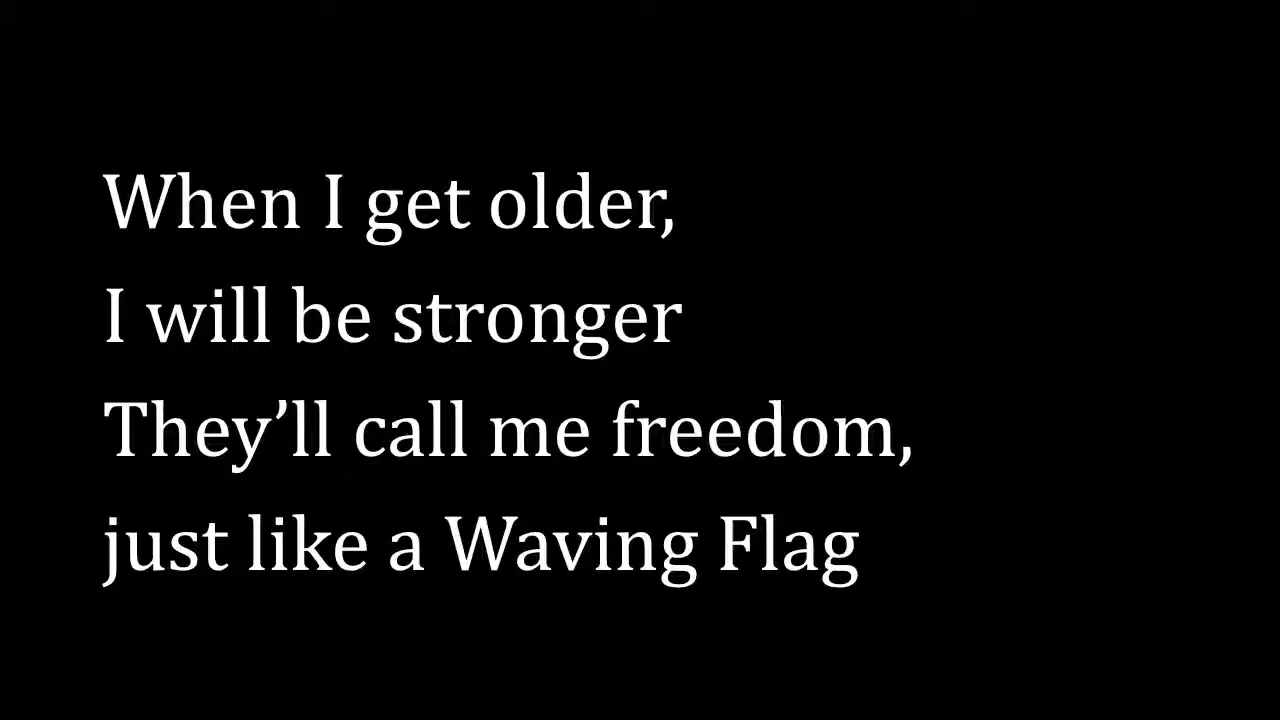 When I get older,
I will be stronger
They’ll call me freedom,
just like a Waving Flag